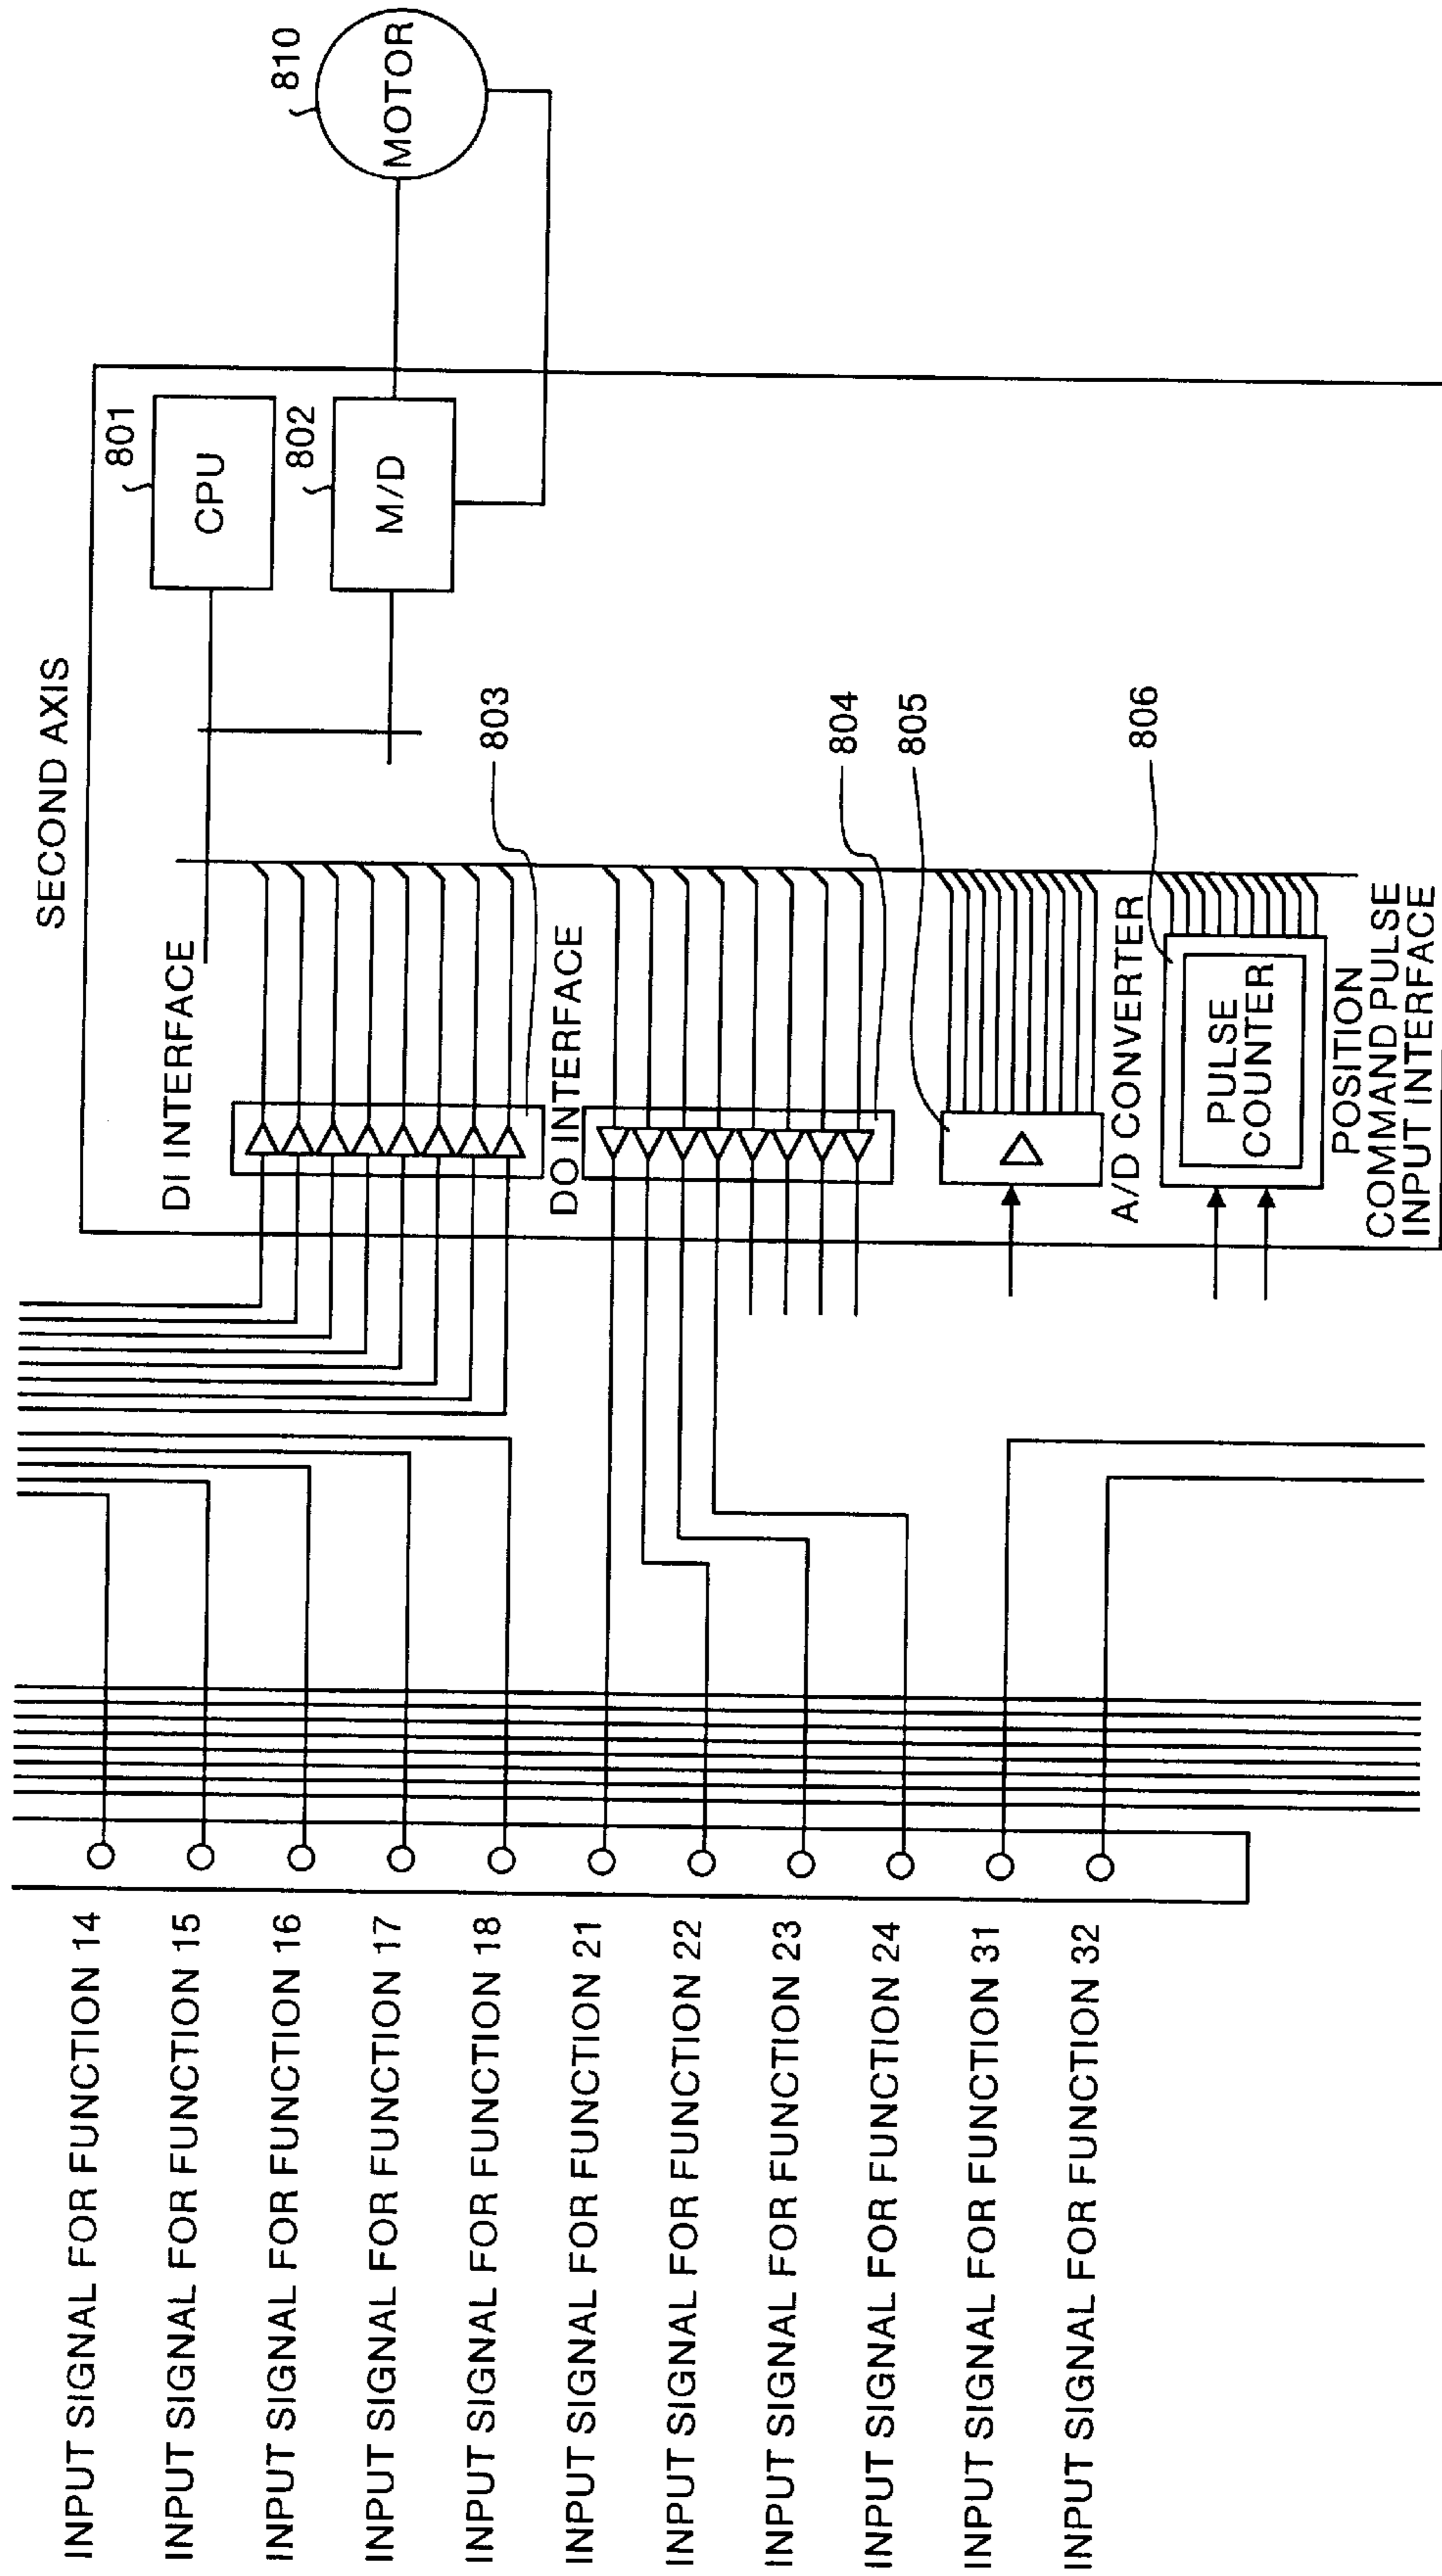 SECOND AXIS
801
CPU
802
M/D
810
MOTOR
DI INTERFACE
803
DO INTERFACE
804
805
A/D CONVERTER
806
PULSE
COUNTER
POSITION
COMMAND PULSE
INPUT INTERFACE
INPUT SIGNAL FOR FUNCTION 14
INPUT SIGNAL FOR FUNCTION 15
INPUT SIGNAL FOR FUNCTION 16
INPUT SIGNAL FOR FUNCTION 17
INPUT SIGNAL FOR FUNCTION 18
INPUT SIGNAL FOR FUNCTION 21
INPUT SIGNAL FOR FUNCTION 22
INPUT SIGNAL FOR FUNCTION 23
INPUT SIGNAL FOR FUNCTION 24
INPUT SIGNAL FOR FUNCTION 31
INPUT SIGNAL FOR FUNCTION 32